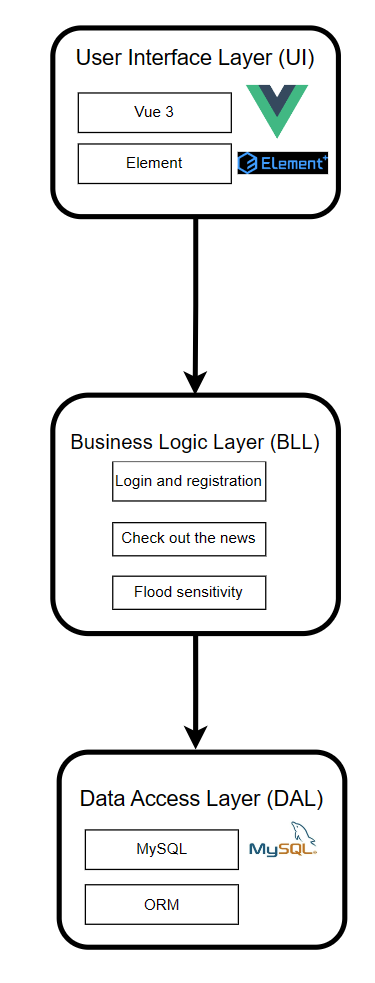 User Interface Layer (UI)
Vue 3
Element
Element+
Business Logic Layer (BLL)
Login and registration
Check out the news
Flood sensitivity
Data Access Layer (DAL)
MySQL
MySQL
ORM